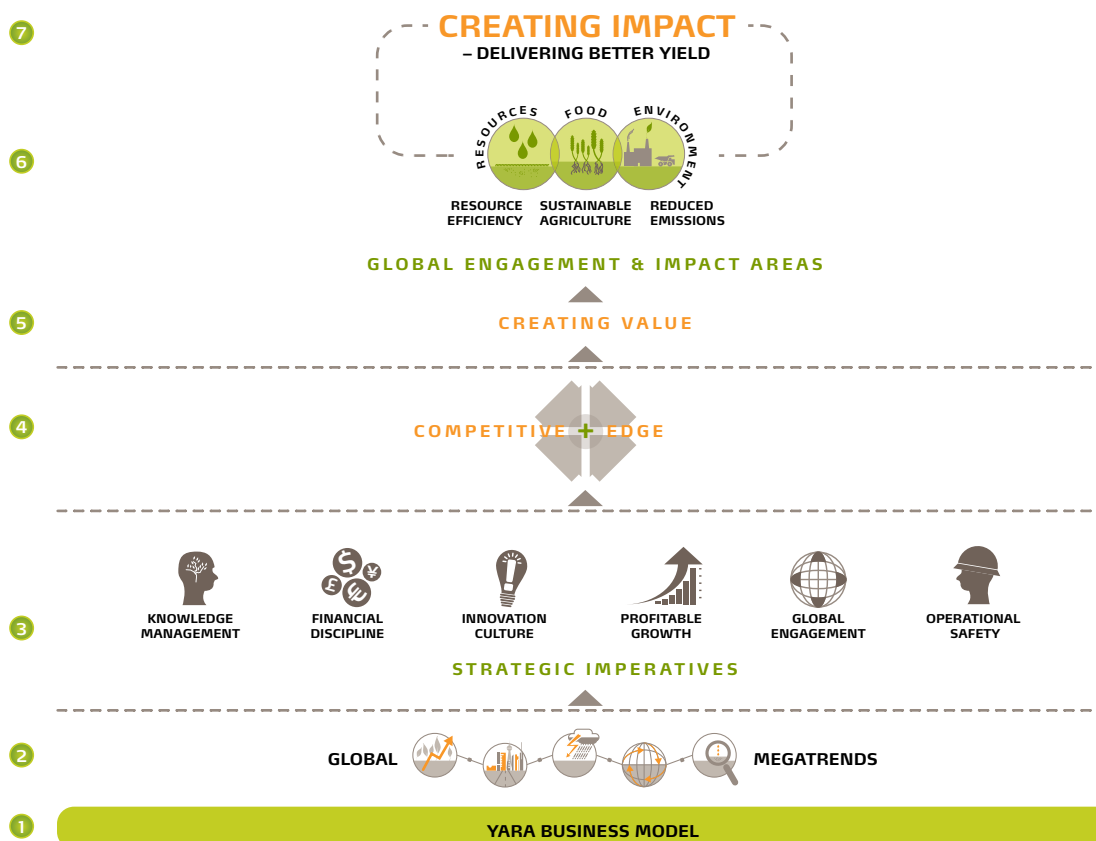 7
CREATING IMPACT
– DELIVERING BETTER YIELD
RESOURCES FOOD ENVIRONMENT
6
RESOURCE EFFICIENCY
SUSTAINABLE AGRICULTURE
REDUCED EMISSIONS
GLOBAL ENGAGEMENT & IMPACT AREAS
5
CREATING VALUE
4
COMPETITIVE + EDGE
$ £ ¥ €
KNOWLEDGE MANAGEMENT
FINANCIAL DISCIPLINE
INNOVATION CULTURE
PROFITABLE GROWTH
GLOBAL ENGAGEMENT
OPERATIONAL SAFETY
3
STRATEGIC IMPERATIVES
2
GLOBAL MEGATRENDS
1
YARA BUSINESS MODEL